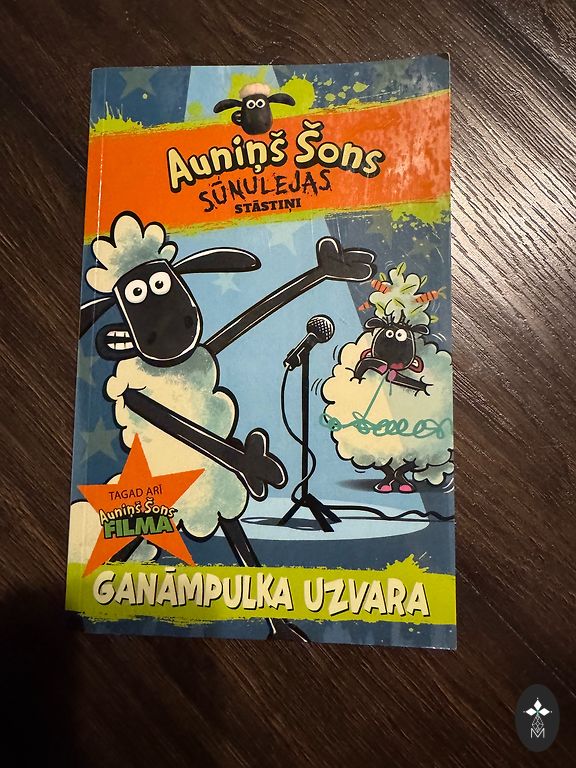 Auniņš Šons
SŪNULEJAS
STĀSTIŅI
TAGAD ARĪ
Auniņš Šons
FILMA
GANĀMPULKA UZVARA
M